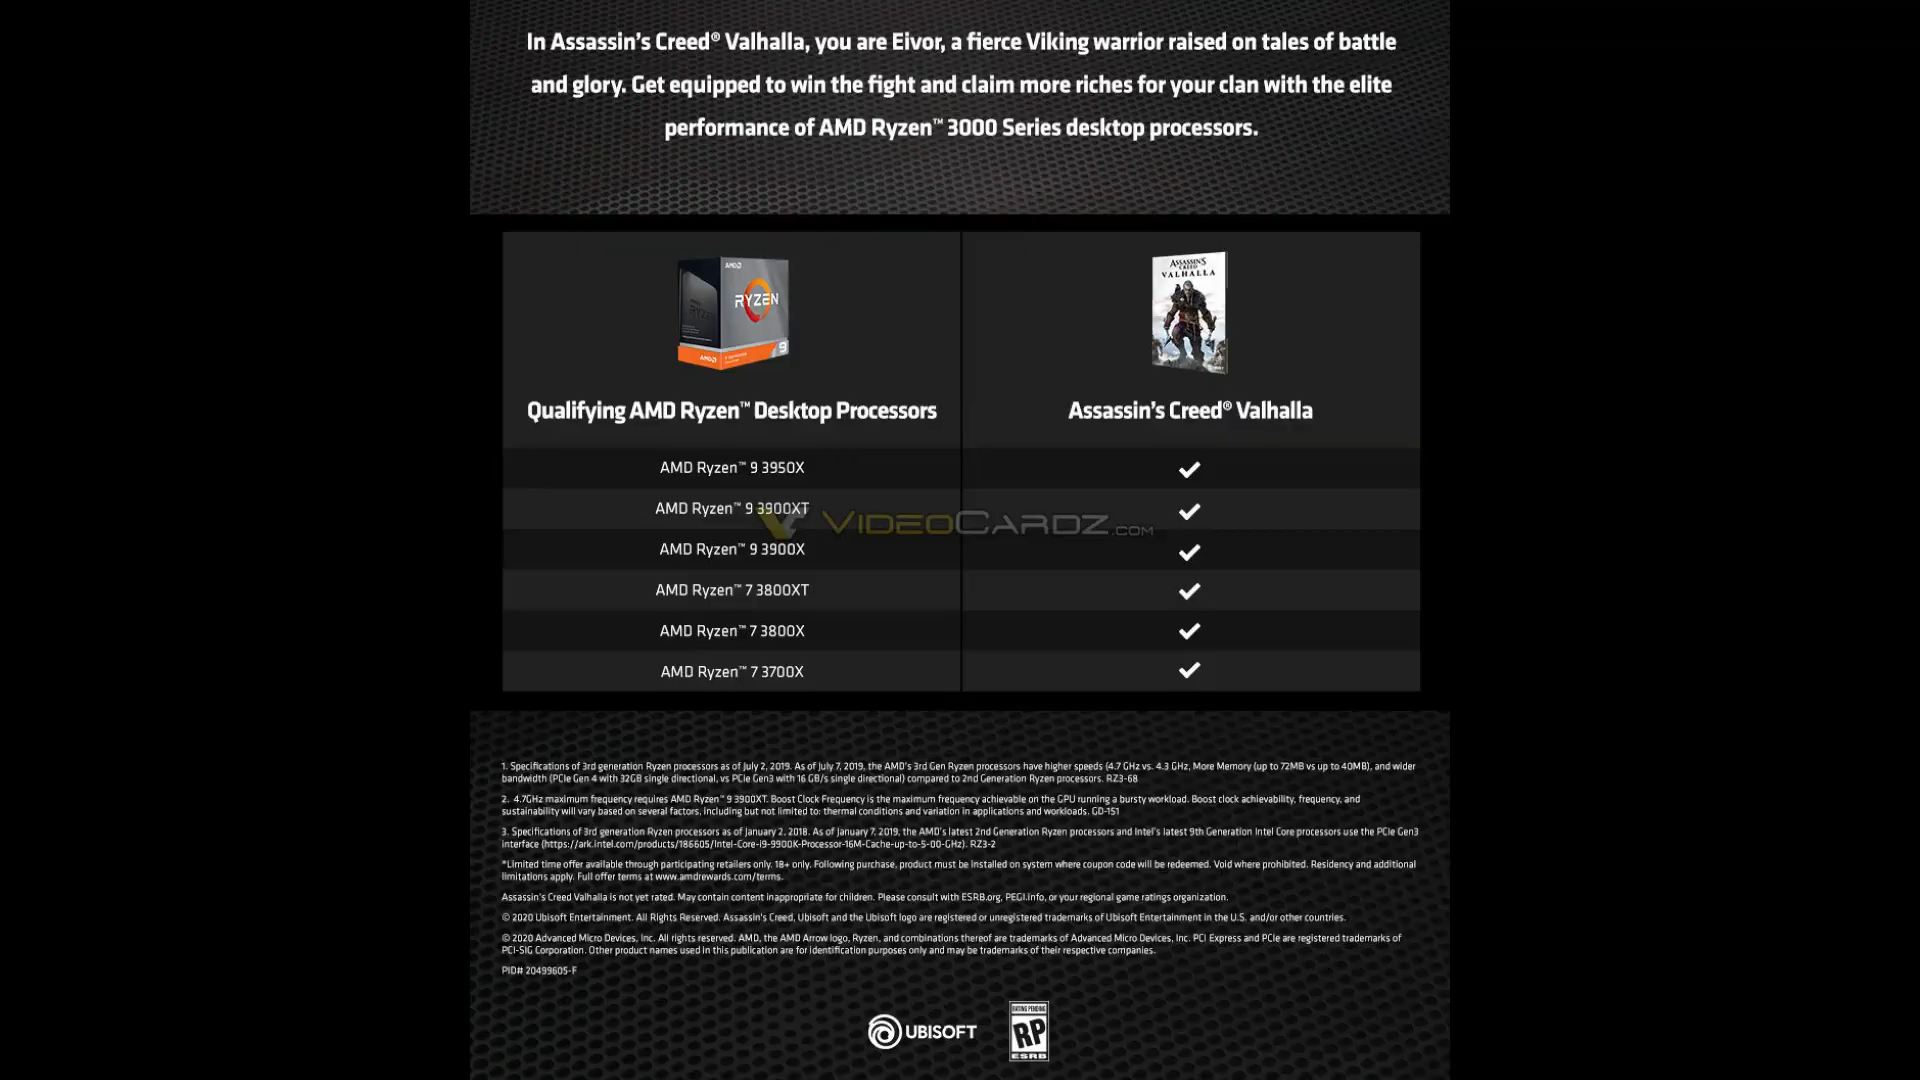 In Assassin's Creed® Valhalla, you are Eivor, a fierce Viking warrior raised on tales of battle
and glory. Get equipped to win the fight and claim more riches for your clan with the elite
performance of AMD Ryzen™ 3000 Series desktop processors.
AMD
RYZEN
AMD
9
ASSASSIN'S
CREED
VALHALLA
Qualifying AMD Ryzen™ Desktop Processors
Assassin's Creed® Valhalla
AMD Ryzen™ 9 3950X
AMD Ryzen™ 9 3900XT
VIDEOCARDZ.COM
AMD Ryzen™ 9 3900X
AMD Ryzen™ 7 3800XT
AMD Ryzen™ 7 3800X
AMD Ryzen™ 7 3700X
1. Specifications of 3rd generation Ryzen processors as of July 2, 2019. As of July 7, 2019, the AMD's 3rd Gen Ryzen processors have higher speeds (4.7 GHz vs. 4.3 GHz, More Memory (up to 72MB vs up to 40MB), and wider
bandwidth (PCIe Gen 4 with 32GB single directional, vs PCIe Gen3 with 16 GB/s single directional) compared to 2nd Generation Ryzen processors. RZ3-68
2. 4.7GHz maximum frequency requires AMD Ryzen™ 9 3900XT. Boost Clock Frequency is the maximum frequency achievable on the GPU running a bursty workload. Boost clock achievability, frequency, and
sustainability will vary based on several factors, including but not limited to: thermal conditions and variation in applications and workloads. GD-151
3. Specifications of 3rd generation Ryzen processors as of January 2, 2018. As of January 7, 2019, the AMD's latest 2nd Generation Ryzen processors and Intel's latest 9th Generation Intel Core processors use the PCIe Gen3
interface (https://ark.intel.com/products/186605/Intel-Core-i9-9900K-Processor-16M-Cache-up-to-5-00-GHz). RZ3-2
*Limited time offer available through participating retailers only. 18+ only. Following purchase, product must be installed on system where coupon code will be redeemed. Void where prohibited. Residency and additional
limitations apply. Full offer terms at www.amdrewards.com/terms.
Assassin's Creed Valhalla is not yet rated. May contain content inappropriate for children. Please consult with ESRB.org, PEGI.info, or your regional game ratings organization.
© 2020 Ubisoft Entertainment. All Rights Reserved. Assassin's Creed, Ubisoft and the Ubisoft logo are registered or unregistered trademarks of Ubisoft Entertainment in the U.S. and/or other countries.
© 2020 Advanced Micro Devices, Inc. All rights reserved. AMD, the AMD Arrow logo, Ryzen, and combinations thereof are trademarks of Advanced Micro Devices, Inc. PCI Express and PCIe are registered trademarks of
PCI-SIG Corporation. Other product names used in this publication are for identification purposes only and may be trademarks of their respective companies.
PID# 20499605-F
UBISOFT
RATING PENDING
RP
ESRB